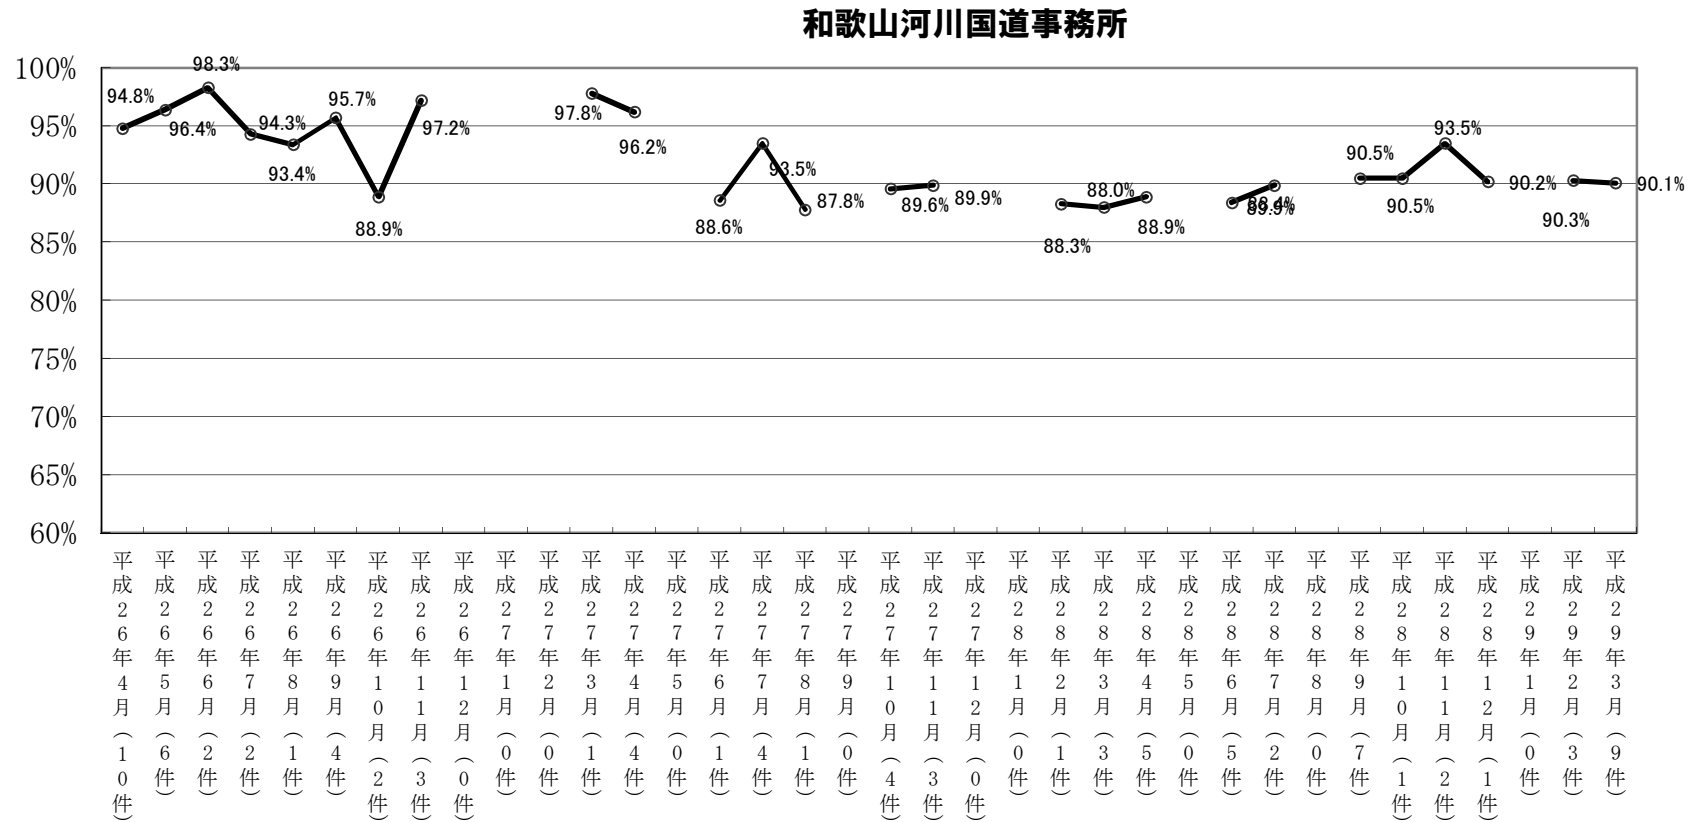 和歌山河川国道事務所
100%
95%
90%
85%
80%
75%
70%
65%
60%
94.8%
96.4%
98.3%
94.3%
93.4%
95.7%
88.9%
97.2%
97.8%
96.2%
88.6%
93.5%
87.8%
89.6%
89.9%
88.3%
88.0%
88.9%
88.4%
89.9%
90.5%
90.5%
93.5%
90.2%
90.3%
90.1%
平成26年4月（10件）
平成26年5月（6件）
平成26年6月（2件）
平成26年7月（2件）
平成26年8月（1件）
平成26年9月（4件）
平成26年10月（2件）
平成26年11月（3件）
平成26年12月（0件）
平成27年1月（0件）
平成27年2月（0件）
平成27年3月（1件）
平成27年4月（4件）
平成27年5月（0件）
平成27年6月（1件）
平成27年7月（4件）
平成27年8月（1件）
平成27年9月（0件）
平成27年10月（4件）
平成27年11月（3件）
平成27年12月（0件）
平成28年1月（0件）
平成28年2月（1件）
平成28年3月（3件）
平成28年4月（5件）
平成28年5月（0件）
平成28年6月（5件）
平成28年7月（2件）
平成28年8月（0件）
平成28年9月（7件）
平成28年10月（1件）
平成28年11月（2件）
平成28年12月（1件）
平成29年1月（0件）
平成29年2月（3件）
平成29年3月（9件）